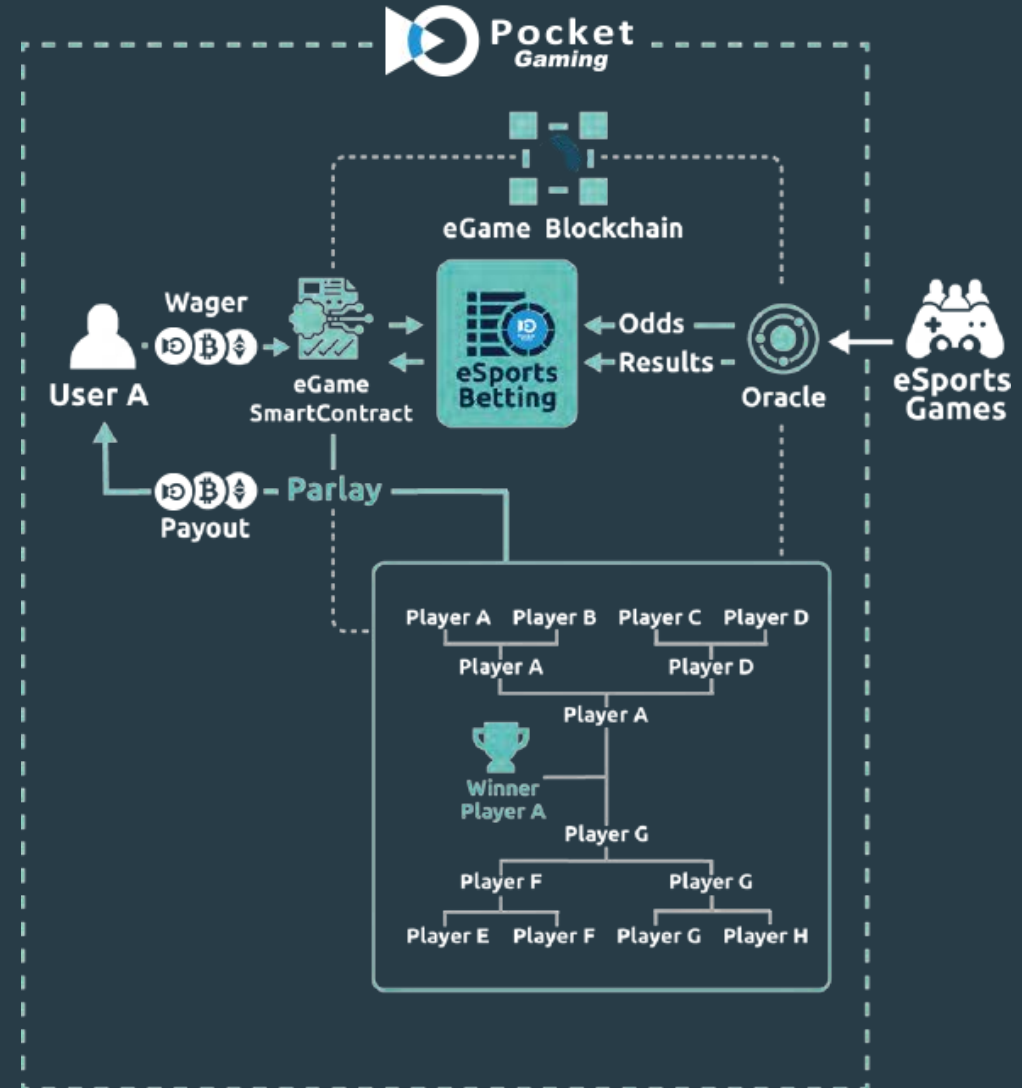 Pocket
Gaming
eGame Blockchain
Wager
eSports
Betting
Odds
Results
User A
eGame
SmartContract
Oracle
eSports
Games
Parlay
Payout
Player A Player B Player C Player D
Player A Player D
Player A
Winner
Player A
Player G
Player F Player G
Player E Player F Player G Player H